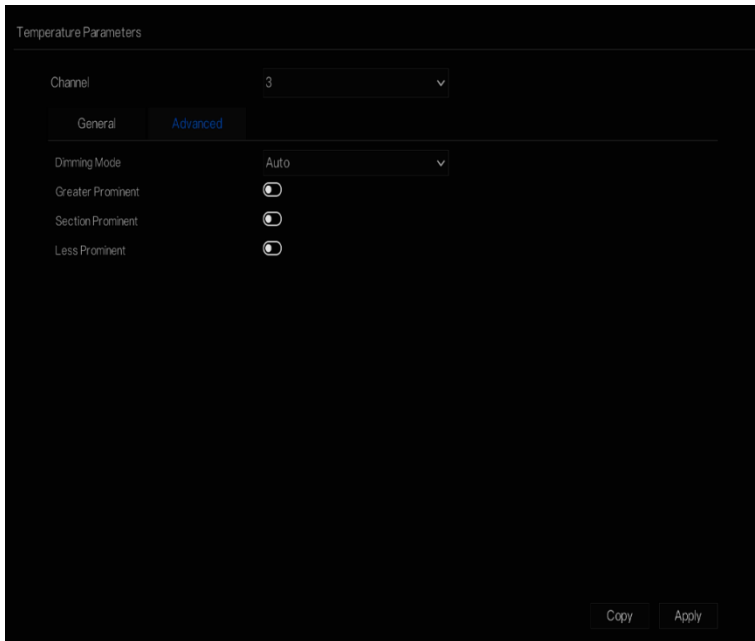 Temperature Parameters
Channel 3
General Advanced
Dimming Mode Auto
Greater Prominent
Section Prominent
Less Prominent
Copy Apply